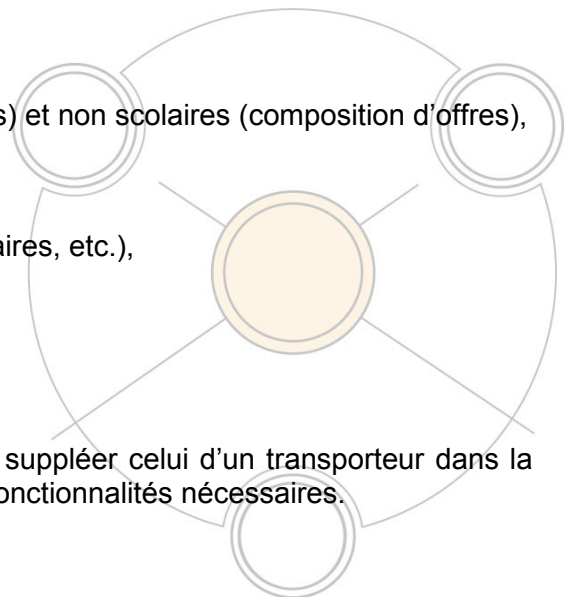 s) et non scolaires (composition d’offres),
aires, etc.),
suppléer celui d’un transporteur dans la
onctionnalités nécessaires.